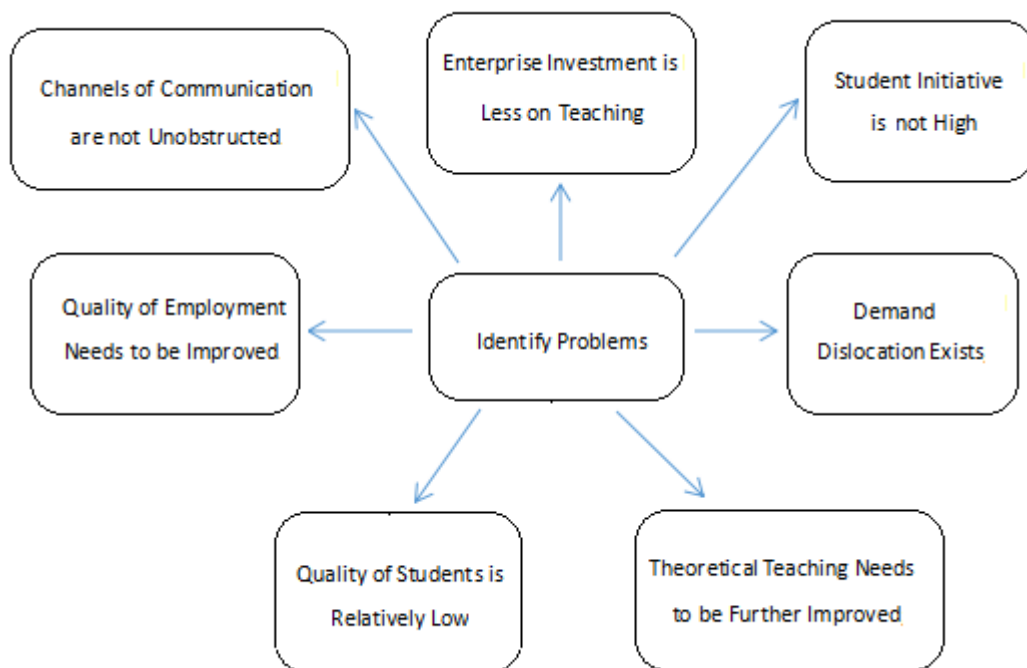 Channels of Communication
are not Unobstructed
Enterprise Investment is
Less on Teaching
Student Initiative
is not High
Quality of Employment
Needs to be Improved
Identify Problems
Demand
Dislocation Exists
Quality of Students is
Relatively Low
Theoretical Teaching Needs
to be Further Improved